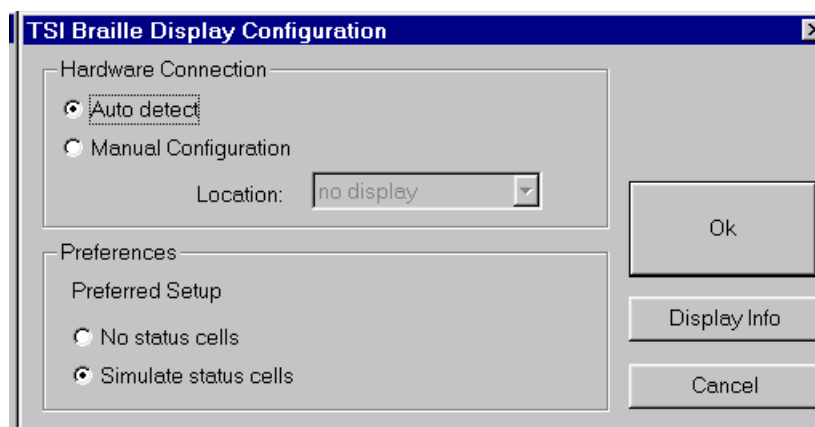 TSI Braille Display Configuration
Hardware Connection
Auto detect
Manual Configuration
Location: no display
Ok
Preferences
Preferred Setup
Display Info
No status cells
Simulate status cells
Cancel